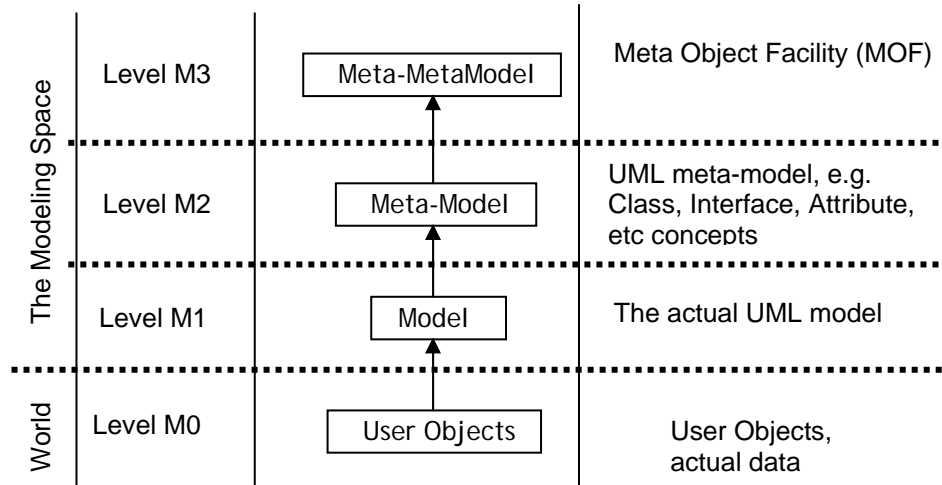 The Modeling Space
Level M3
Meta-MetaModel
Meta Object Facility (MOF)
Level M2
Meta-Model
UML meta-model, e.g.
Class, Interface, Attribute,
etc concepts
Level M1
Model
The actual UML model
World
Level M0
User Objects
User Objects,
actual data